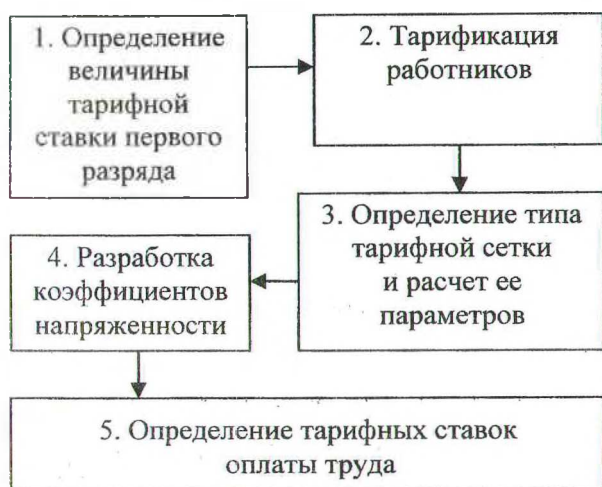 1. Определение
величины
тарифной
ставки первого
разряда
2. Тарификация
работников
3. Определение типа
тарифной сетки
и расчет ее
параметров
4. Разработка
коэффициентов
напряженности
5. Определение тарифных ставок
оплаты труда